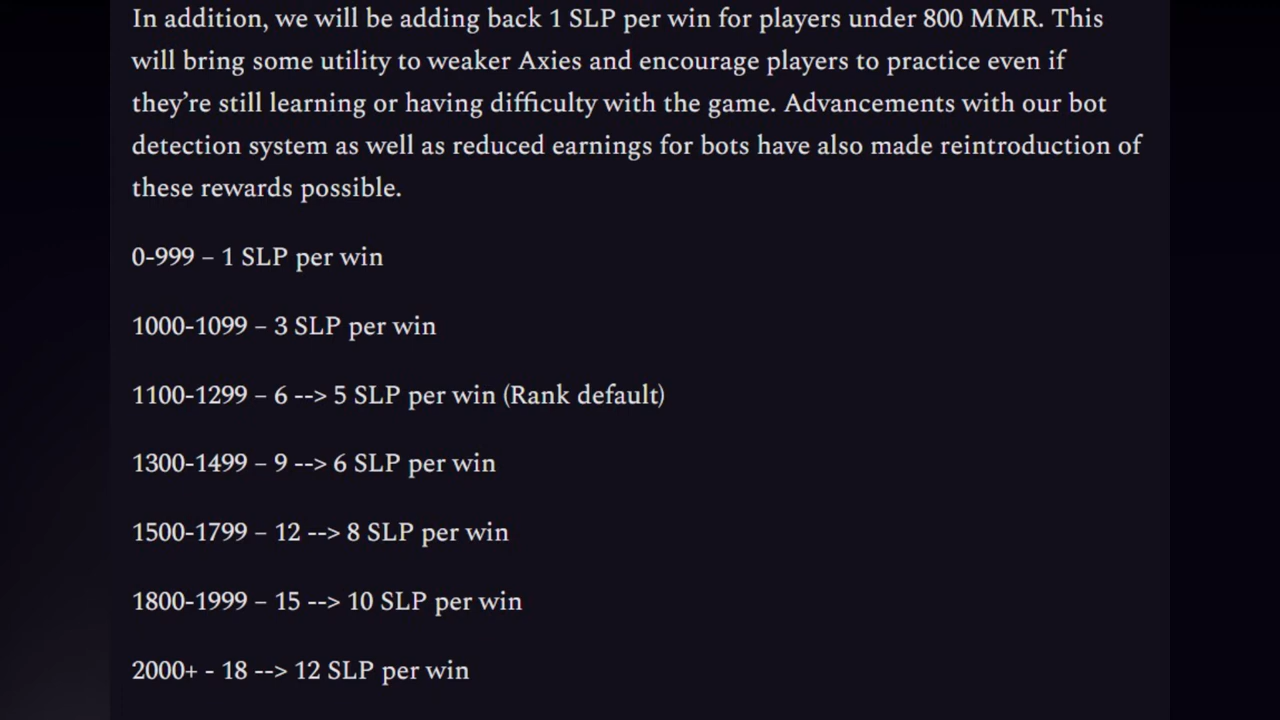 In addition, we will be adding back 1 SLP per win for players under 800 MMR. This
will bring some utility to weaker Axies and encourage players to practice even if
they’re still learning or having difficulty with the game. Advancements with our bot
detection system as well as reduced earnings for bots have also made reintroduction of
these rewards possible.
0-999 – 1 SLP per win
1000-1099 – 3 SLP per win
1100-1299 – 6 --> 5 SLP per win (Rank default)
1300-1499 – 9 --> 6 SLP per win
1500-1799 – 12 --> 8 SLP per win
1800-1999 – 15 --> 10 SLP per win
2000+ - 18 --> 12 SLP per win